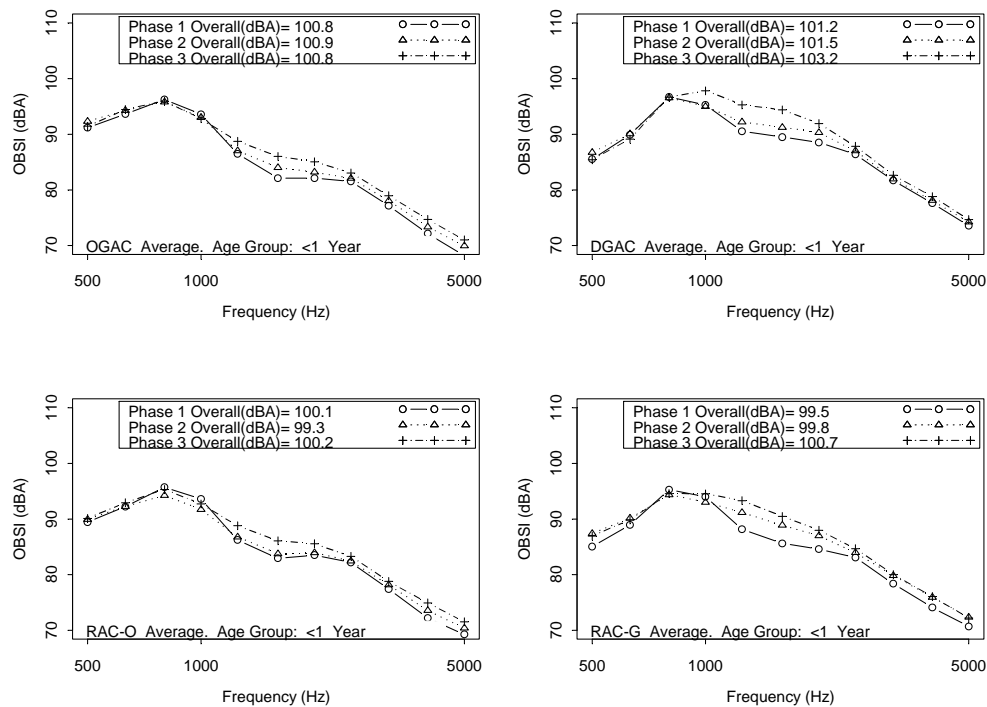 110
100
90
80
70
OBSI (dBA)
Phase 1 Overall(dBA)= 100.8
Phase 2 Overall(dBA)= 100.9
Phase 3 Overall(dBA)= 100.8
OGAC Average. Age Group: <1 Year
500 1000 5000
Frequency (Hz)
110
100
90
80
70
OBSI (dBA)
Phase 1 Overall(dBA)= 101.2
Phase 2 Overall(dBA)= 101.5
Phase 3 Overall(dBA)= 103.2
DGAC Average. Age Group: <1 Year
500 1000 5000
Frequency (Hz)
110
100
90
80
70
OBSI (dBA)
Phase 1 Overall(dBA)= 100.1
Phase 2 Overall(dBA)= 99.3
Phase 3 Overall(dBA)= 100.2
RAC-O Average. Age Group: <1 Year
500 1000 5000
Frequency (Hz)
110
100
90
80
70
OBSI (dBA)
Phase 1 Overall(dBA)= 99.5
Phase 2 Overall(dBA)= 99.8
Phase 3 Overall(dBA)= 100.7
RAC-G Average. Age Group: <1 Year
500 1000 5000
Frequency (Hz)